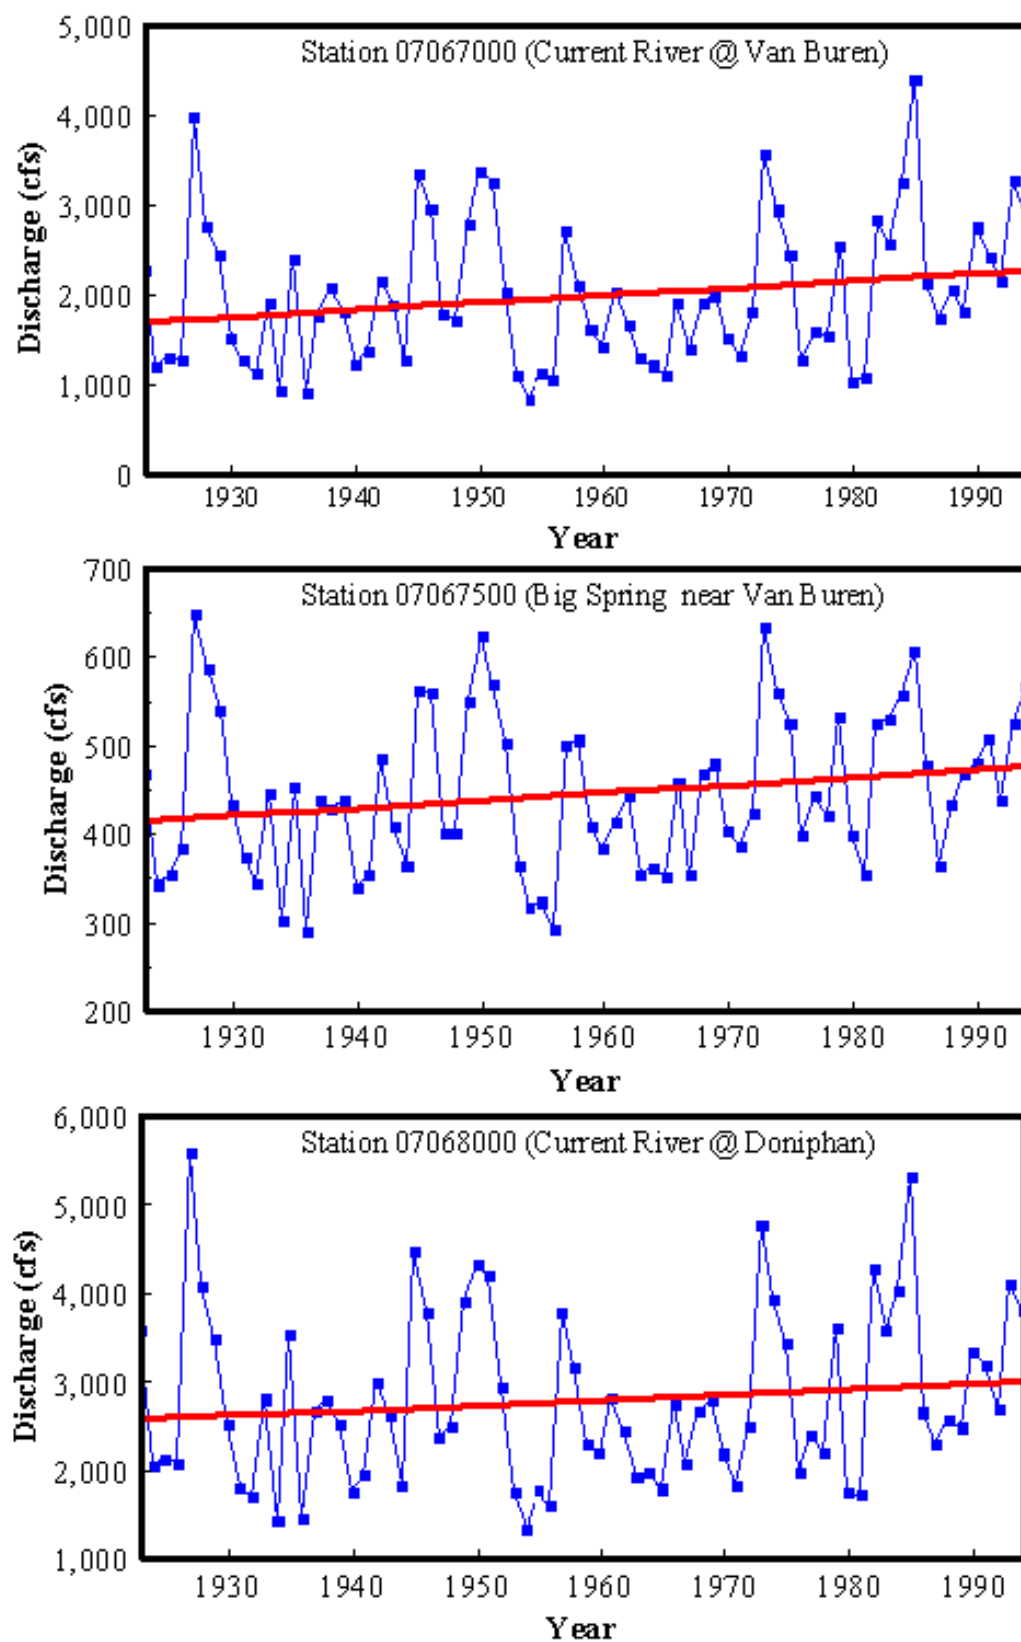 5,000
Station 07067000 (Current River @ Van Buren)
4,000
3,000
2,000
1,000
0
Discharge (cfs)
1930 1940 1950 1960 1970 1980 1990
Year
700
Station 07067500 (Big Spring near Van Buren)
600
500
400
300
200
Discharge (cfs)
1930 1940 1950 1960 1970 1980 1990
Year
6,000
Station 07068000 (Current River @ Doniphan)
5,000
4,000
3,000
2,000
1,000
Discharge (cfs)
1930 1940 1950 1960 1970 1980 1990
Year